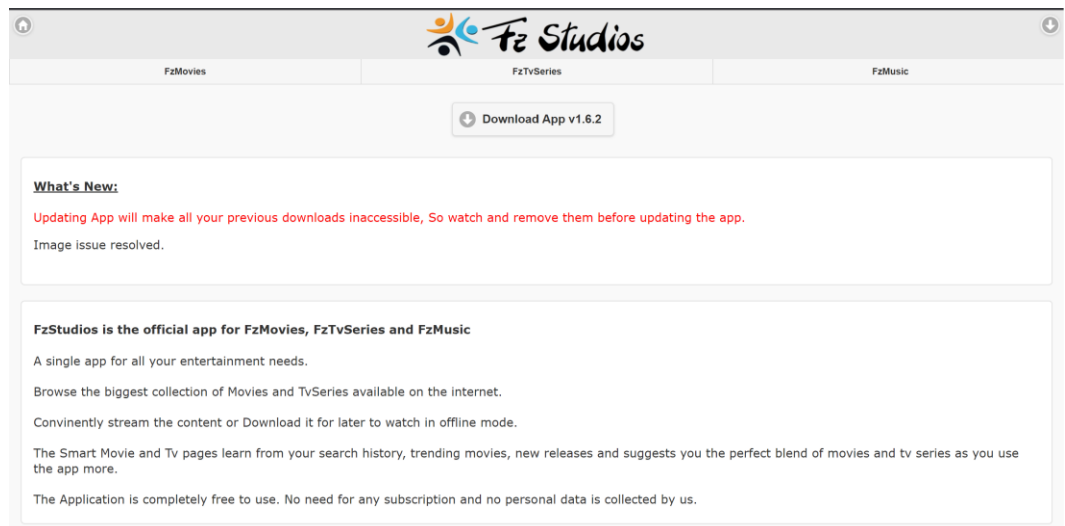 Fz Studios
FzMovies
FzTvSeries
FzMusic
Download App v1.6.2
What's New:
Updating App will make all your previous downloads inaccessible, So watch and remove them before updating the app.
Image issue resolved.
FzStudios is the official app for FzMovies, FzTvSeries and FzMusic
A single app for all your entertainment needs.
Browse the biggest collection of Movies and TvSeries available on the internet.
Convinently stream the content or Download it for later to watch in offline mode.
The Smart Movie and Tv pages learn from your search history, trending movies, new releases and suggests you the perfect blend of movies and tv series as you use
the app more.
The Application is completely free to use. No need for any subscription and no personal data is collected by us.